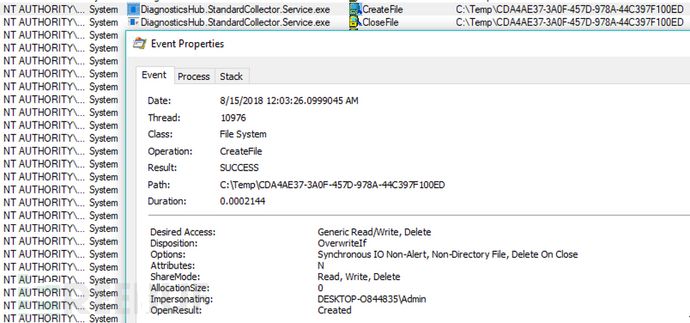 NT AUTHORITY\... System DiagnosticsHub.StandardCollector.Service.exe CreateFile C:\Temp\CDA4AE37-3A0F-457D-978A-44C397F100ED
NT AUTHORITY\... System DiagnosticsHub.StandardCollector.Service.exe CloseFile C:\Temp\CDA4AE37-3A0F-457D-978A-44C397F100ED
NT AUTHORITY\... System
NT AUTHORITY\... System Event Properties
NT AUTHORITY\... System
NT AUTHORITY\... System Event Process Stack
NT AUTHORITY\... System
NT AUTHORITY\... System Date: 8/15/2018 12:03:26.0999045 AM
NT AUTHORITY\... System Thread: 10976
NT AUTHORITY\... System Class: File System
NT AUTHORITY\... System Operation: CreateFile
NT AUTHORITY\... System Result: SUCCESS
NT AUTHORITY\... System Path: C:\Temp\CDA4AE37-3A0F-457D-978A-44C397F100ED
NT AUTHORITY\... System Duration: 0.0002144
NT AUTHORITY\... System
NT AUTHORITY\... System Desired Access: Generic Read/Write, Delete
NT AUTHORITY\... System Disposition: OverwriteIf
NT AUTHORITY\... System Options: Synchronous IO Non-Alert, Non-Directory File, Delete On Close
NT AUTHORITY\... System Attributes: N
NT AUTHORITY\... System ShareMode: Read, Write, Delete
NT AUTHORITY\... System AllocationSize: 0
NT AUTHORITY\... System Impersonating: DESKTOP-O844835\Admin
NT AUTHORITY\... System OpenResult: Created